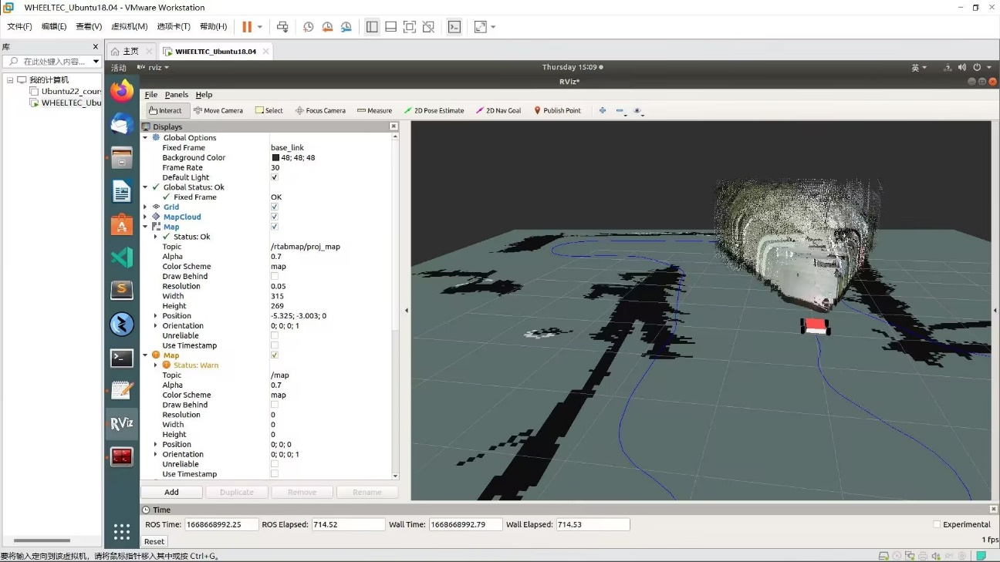 WHEELTEC_Ubuntu18.04 - VMware Workstation
文件(F) 编辑(E) 查看(V) 虚拟机(M) 选项卡(T) 帮助(H)
库
在此处键入内容...
我的计算机
Ubuntu22_cour
WHEELTEC_Ubu
主页 WHEELTEC_Ubuntu18.04
活动 rviz Thursday 15:09 英
RViz*
File Panels Help
Interact Move Camera Select Focus Camera Measure 2D Pose Estimate 2D Nav Goal Publish Point
Displays
Global Options
Fixed Frame base_link
Background Color 48; 48; 48
Frame Rate 30
Default Light
Global Status: Ok
Fixed Frame OK
Grid
MapCloud
Map
Status: Ok
Topic /rtabmap/proj_map
Alpha 0.7
Color Scheme map
Draw Behind
Resolution 0.05
Width 315
Height 269
Position -5.325; -3.003; 0
Orientation 0; 0; 0; 1
Unreliable
Use Timestamp
Map
Status: Warn
Topic /map
Alpha 0.7
Color Scheme map
Draw Behind
Resolution 0
Width 0
Height 0
Position 0; 0; 0
Orientation 0; 0; 0; 1
Unreliable
Use Timestamp
Add Duplicate Remove Rename
RViz
Time
ROS Time: 1668668992.25 ROS Elapsed: 714.52 Wall Time: 1668668992.79 Wall Elapsed: 714.53 Experimental
Reset 1 fps
要将输入定向到该虚拟机，请将鼠标指针移入其中或按 Ctrl+G。